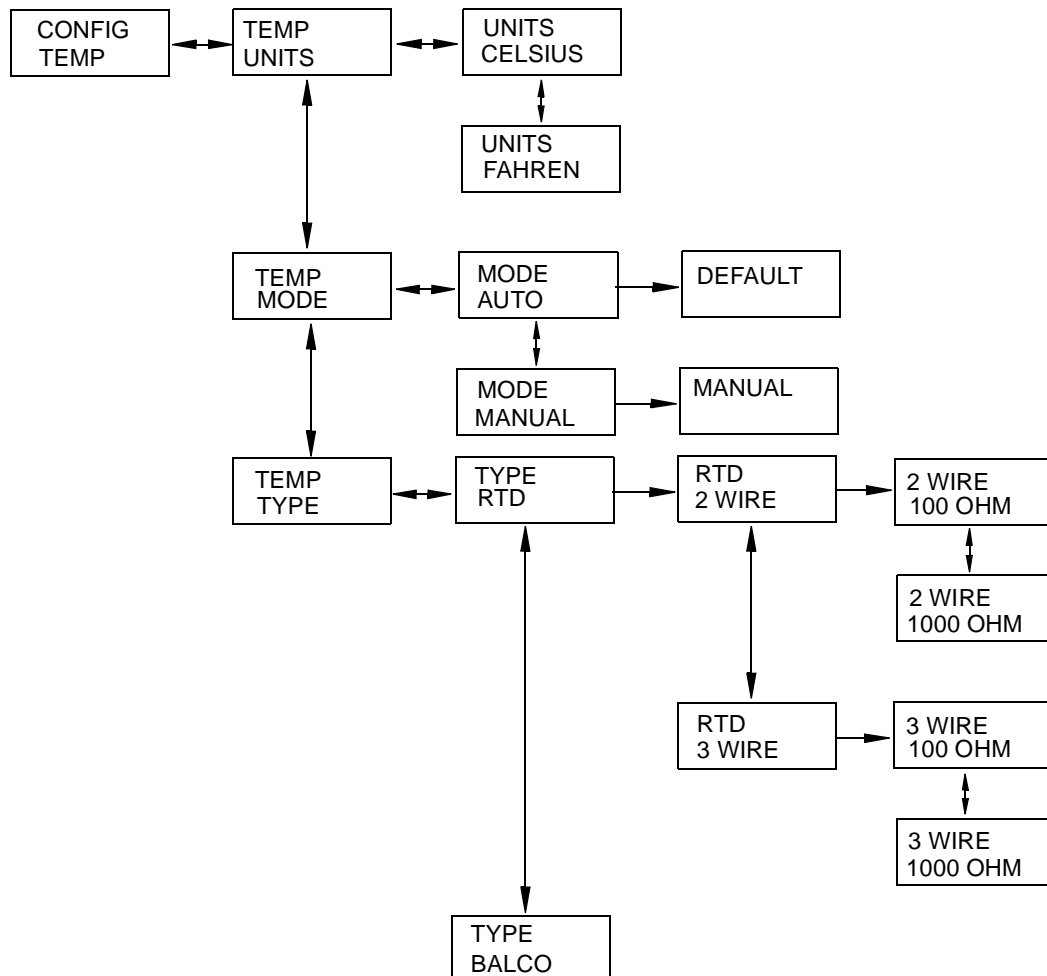 CONFIG
TEMP
TEMP
UNITS
UNITS
CELSIUS
UNITS
FAHREN
TEMP
MODE
MODE
AUTO
DEFAULT
MODE
MANUAL
MANUAL
TEMP
TYPE
TYPE
RTD
RTD
2 WIRE
2 WIRE
100 OHM
2 WIRE
1000 OHM
RTD
3 WIRE
3 WIRE
100 OHM
3 WIRE
1000 OHM
TYPE
BALCO